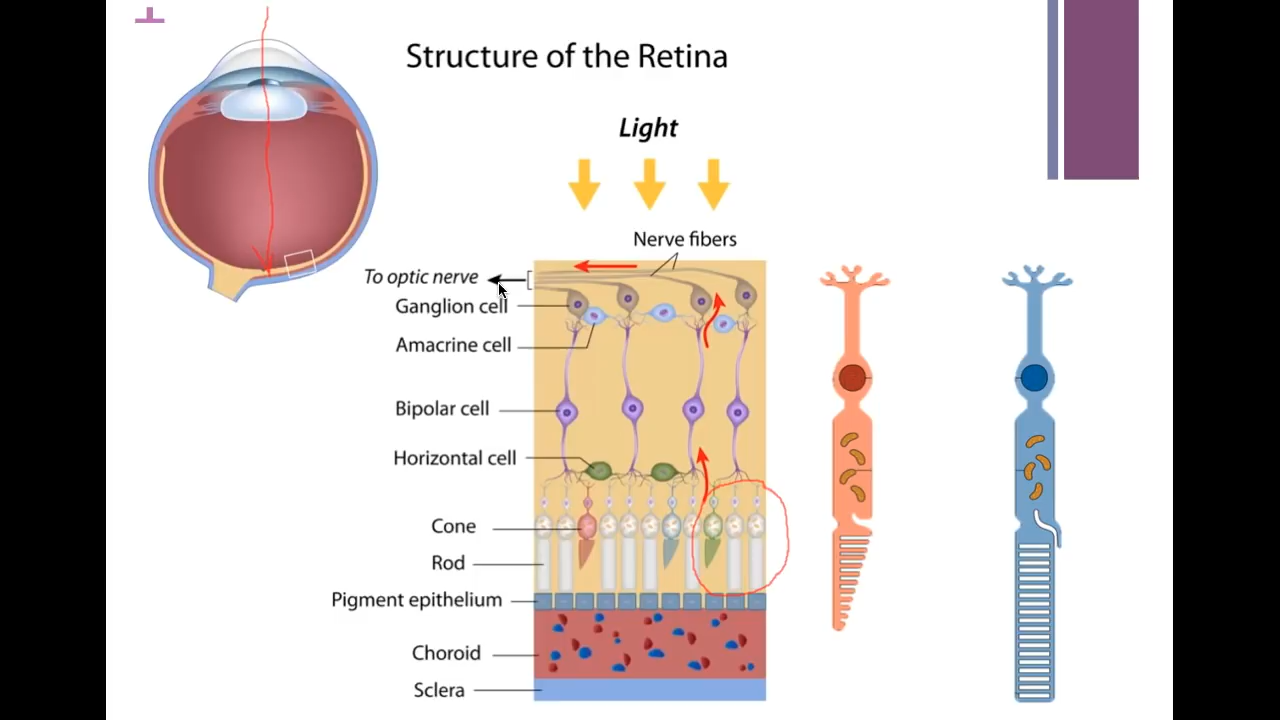 Structure of the Retina
Light
Nerve fibers
To optic nerve
Ganglion cell
Amacrine cell
Bipolar cell
Horizontal cell
Cone
Rod
Pigment epithelium
Choroid
Sclera